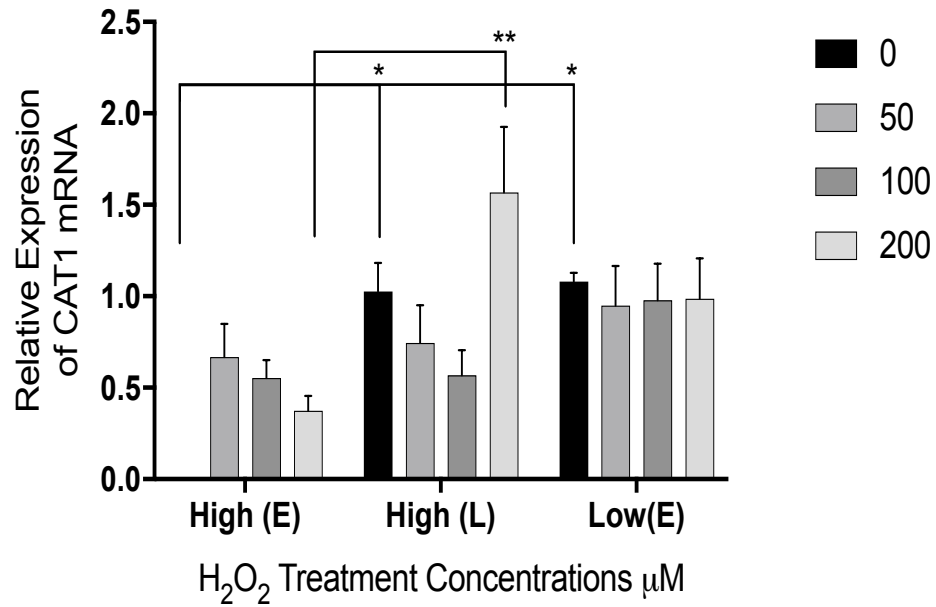 Relative Expression
of CAT1 mRNA
2.5
2.0
1.5
1.0
0.5
0.0
*
**
*
High (E)
High (L)
Low(E)
H₂O₂ Treatment Concentrations μM
0
50
100
200